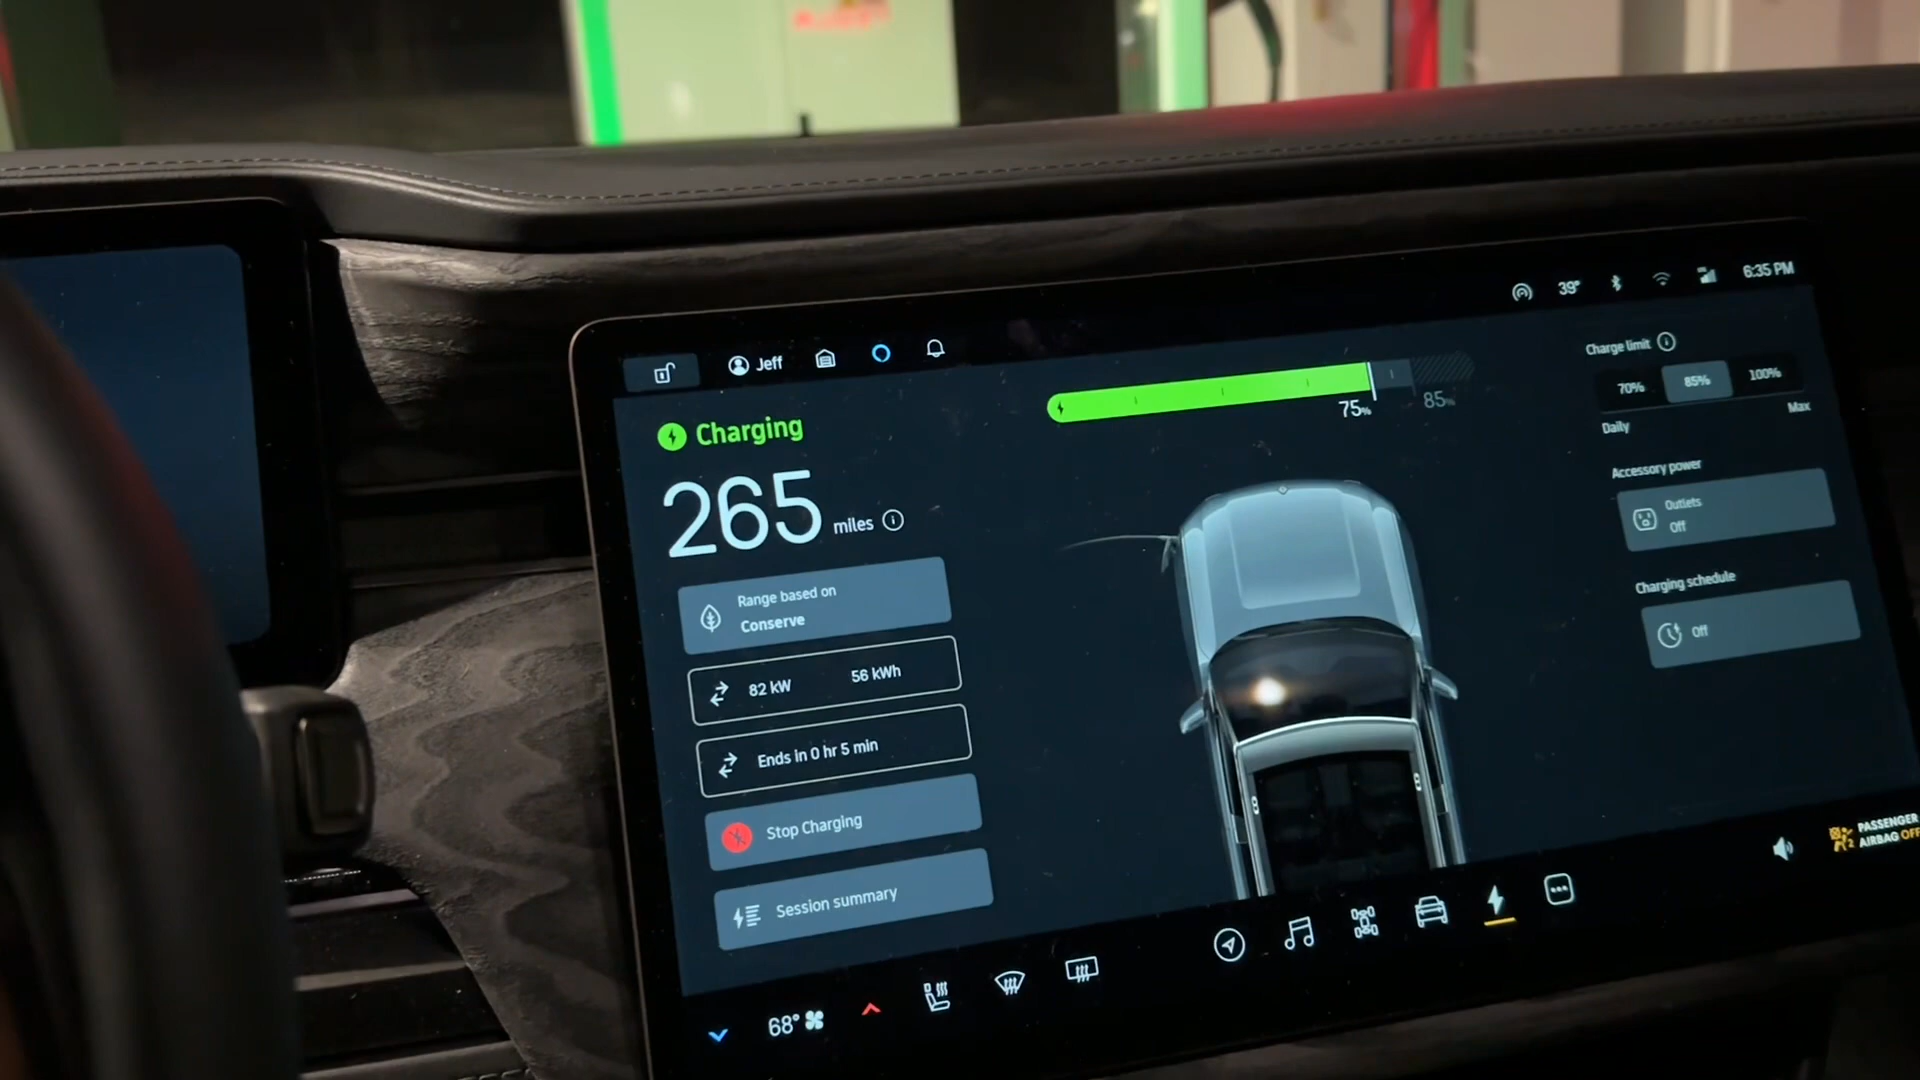 39° 6:35 PM
Jeff
Charging
265 miles
Range based on
Conserve
82 kW 56 kWh
Ends in 0 hr 5 min
Stop Charging
Session summary
75%
85%
Charge limit
70% 85% 100%
Daily Max
Accessory power
Outlets
Off
Charging schedule
Off
PASSENGER
AIRBAG OFF
68°